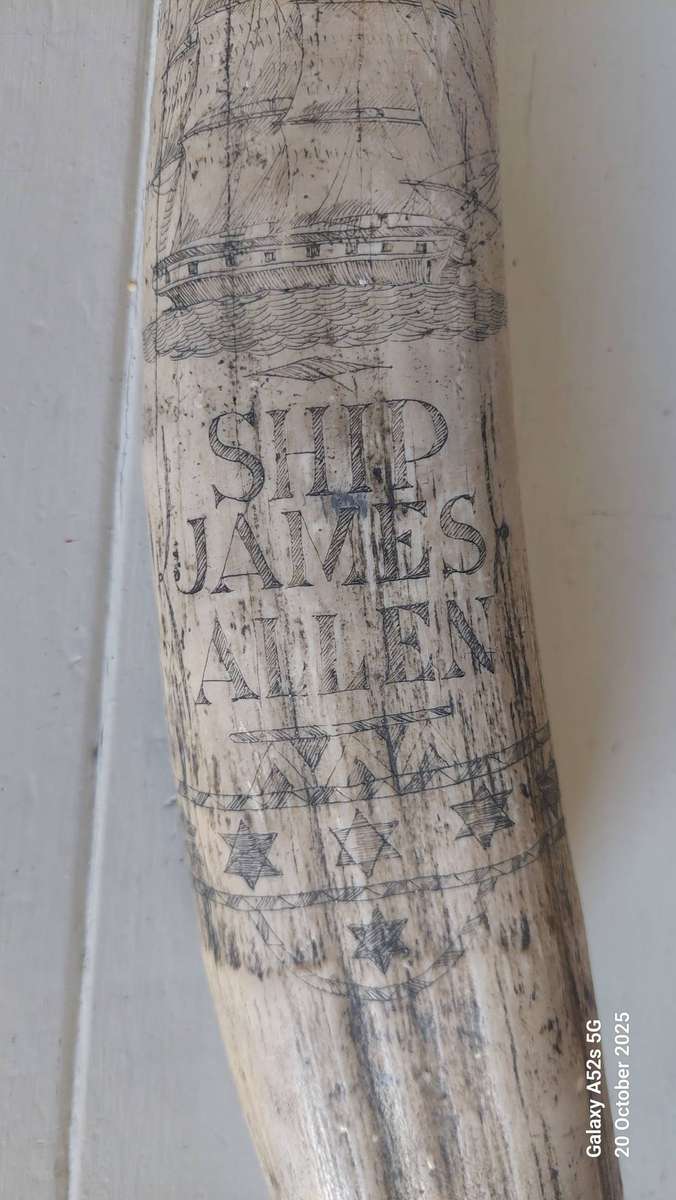 SHIP
JAMES
ALLEN
Galaxy A52s 5G
20 October 2025